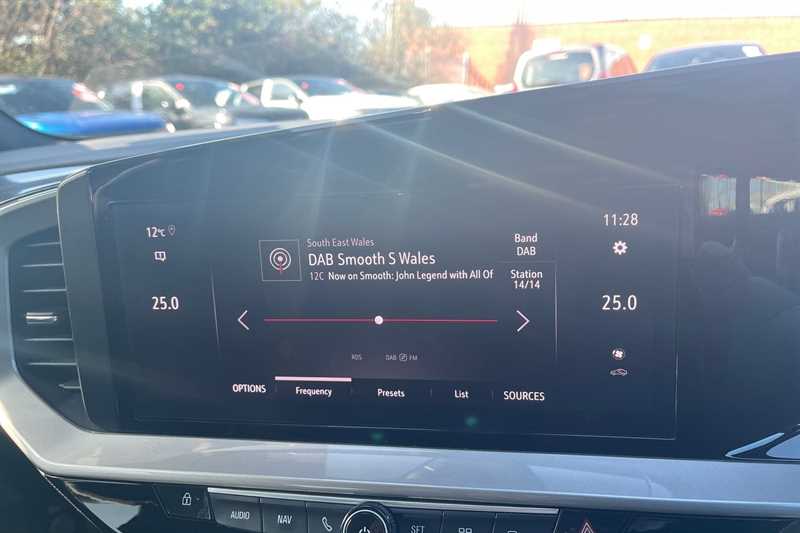 12°C
25.0
South East Wales
DAB Smooth S Wales
12C Now on Smooth: John Legend with All Of
Band
DAB
Station
14/14
11:28
25.0
RDS DAB FM
OPTIONS Frequency Presets List SOURCES
AUDIO NAV SET